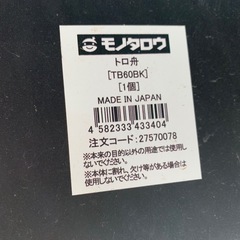 モノタロウ
トロ舟
[TB60BK]
[1個]
MADE IN JAPAN
4 582333 433404
注文コード:27570078
※本来の目的以外の用途では使用しないでください。
※本体に割れ、欠け等がある場合は使用しないでください。